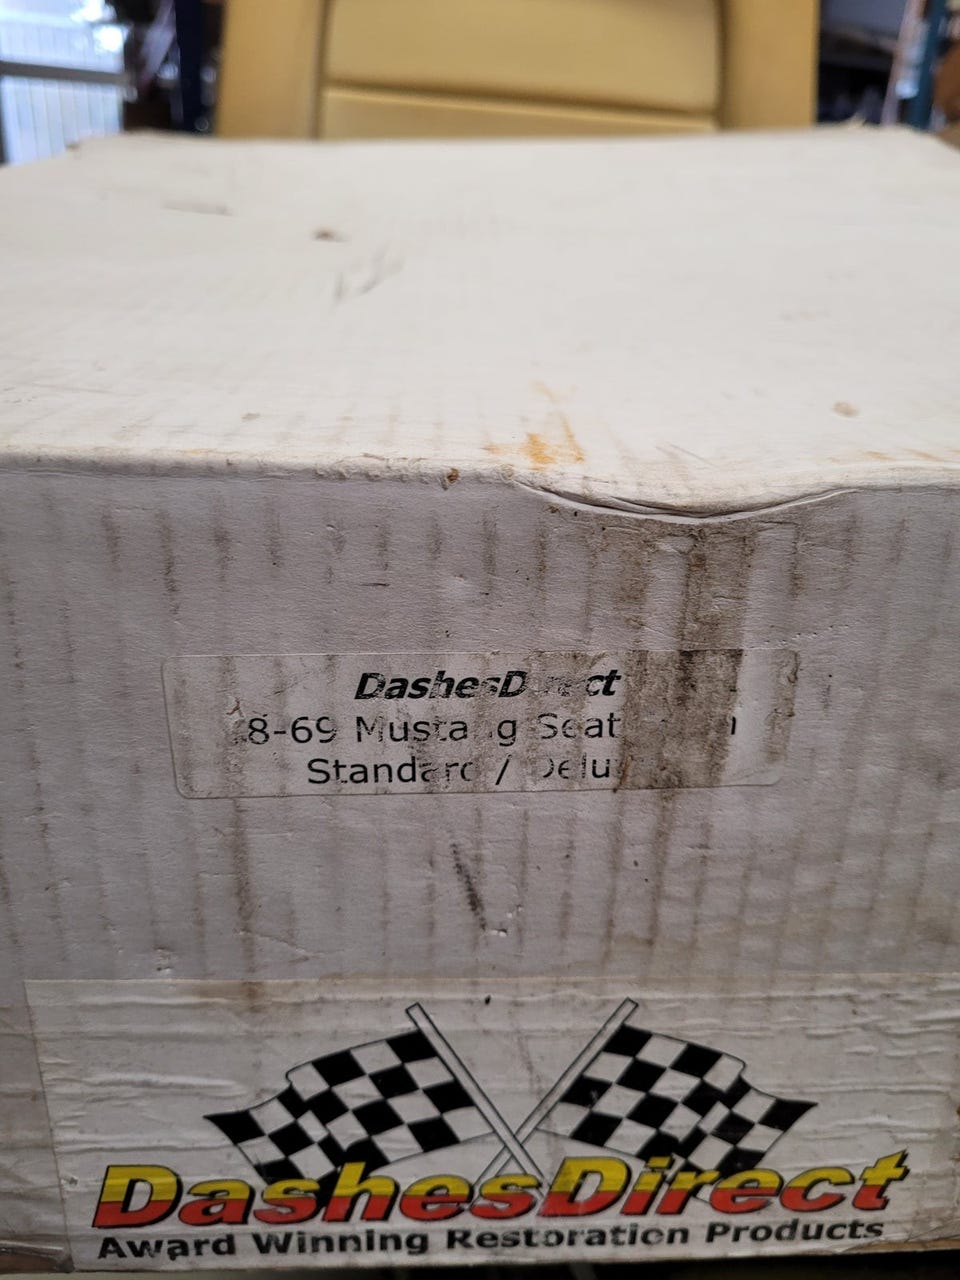 DashesDirect
8-69 Mustang Seat
Standard / Delu
DashesDirect
Award Winning Restoration Products